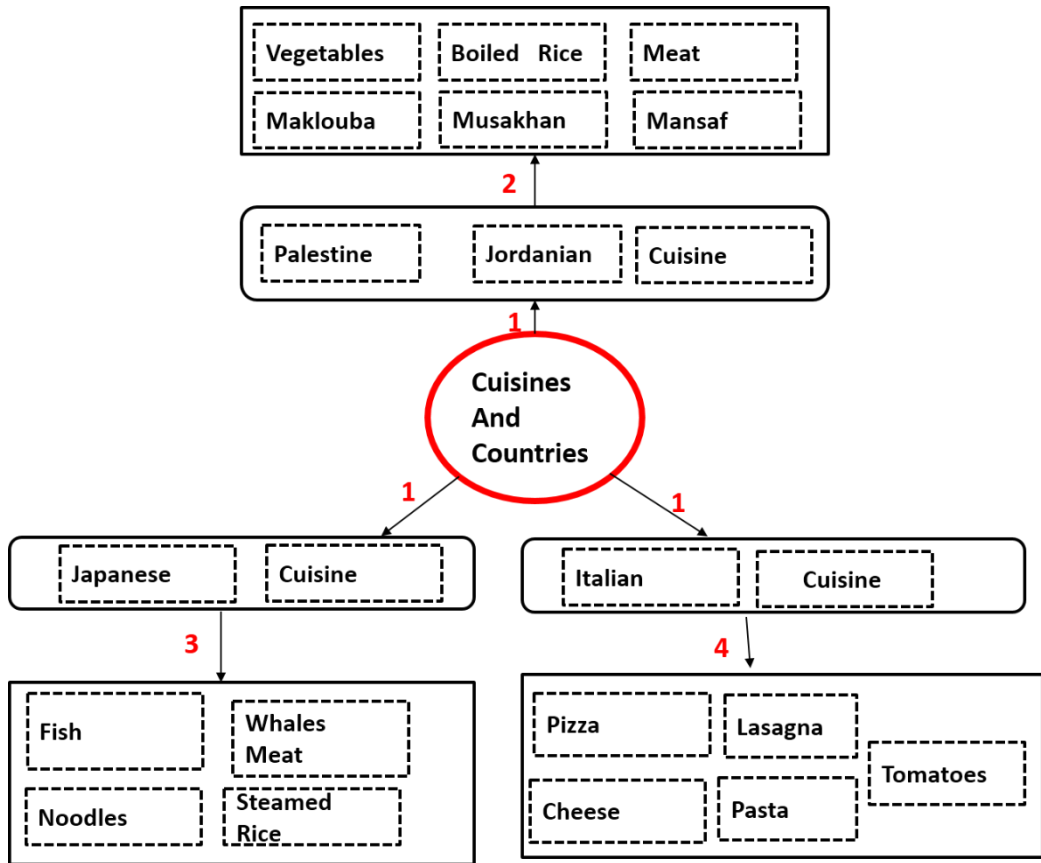 Vegetables Boiled Rice Meat
Maklouba Musakhan Mansaf
2
Palestine Jordanian Cuisine
1
Cuisines
And
Countries
1
1
Japanese Cuisine
Italian Cuisine
3
4
Fish
Whales
Meat
Noodles
Steamed
Rice
Pizza
Lasagna
Tomatoes
Cheese
Pasta